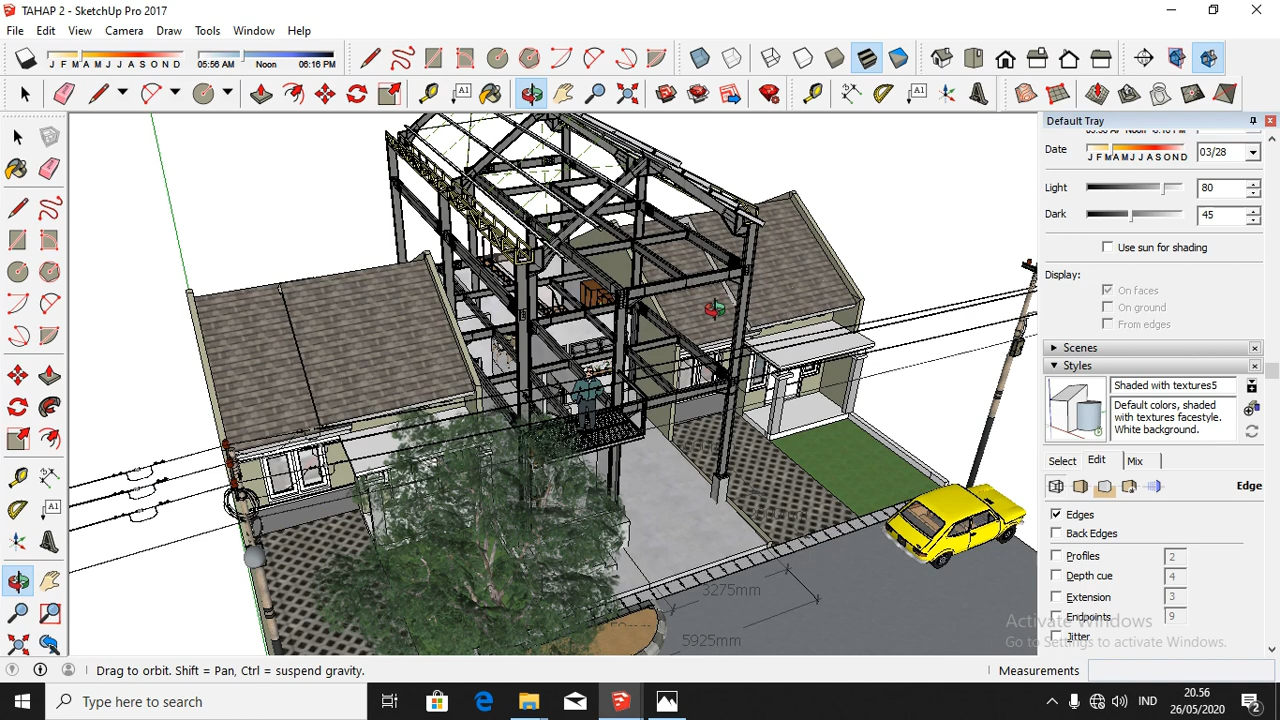 TAHAP 2 - SketchUp Pro 2017
File Edit View Camera Draw Tools Window Help
J F M A M J J A S O N D 05:56 AM Noon 06:16 PM
A1 A1
Default Tray
Date J F M A M J J A S O N D 03/28
Light 80
Dark 45
Use sun for shading
Display:
On faces
On ground
From edges
Scenes
Styles
Shaded with textures5
Default colors, shaded
with textures facestyle.
White background.
Select Edit Mix
Edge
Edges
Back Edges
Profiles 2
Depth cue 4
Extension 3
Endpoints 9
Jitter
A1
3275mm
5925mm
Activate Windows
Go to Settings to activate Windows.
Drag to orbit. Shift = Pan, Ctrl = suspend gravity.
Measurements
Type here to search
IND
20.56
26/05/2020
2